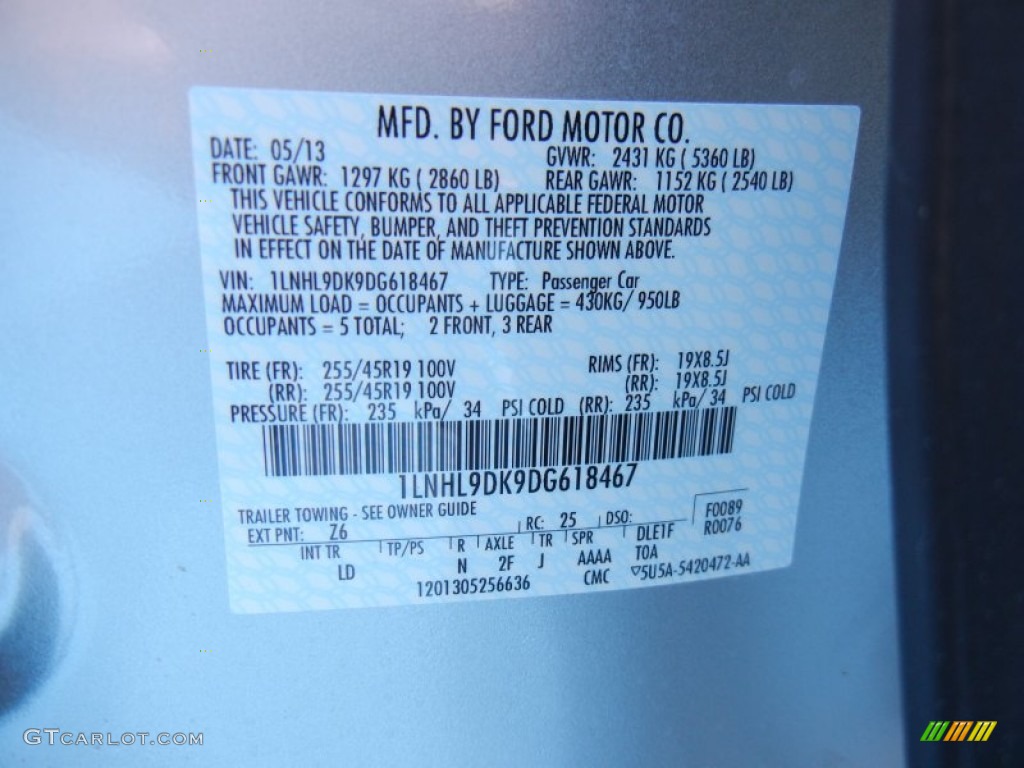 MFD. BY FORD MOTOR CO.
DATE: 05/13 GVWR: 2431 KG ( 5360 LB)
FRONT GAWR: 1297 KG ( 2860 LB) REAR GAWR: 1152 KG ( 2540 LB)
THIS VEHICLE CONFORMS TO ALL APPLICABLE FEDERAL MOTOR
VEHICLE SAFETY, BUMPER, AND THEFT PREVENTION STANDARDS
IN EFFECT ON THE DATE OF MANUFACTURE SHOWN ABOVE.
VIN: 1LNHL9DK9DG618467 TYPE: Passenger Car
MAXIMUM LOAD = OCCUPANTS + LUGGAGE = 430KG/ 950LB
OCCUPANTS = 5 TOTAL; 2 FRONT, 3 REAR
TIRE (FR): 255/45R19 100V RIMS (FR): 19X8.5J
(RR): 255/45R19 100V (RR): 19X8.5J
PRESSURE (FR): 235 kPa/ 34 PSI COLD (RR): 235 kPa/ 34 PSI COLD
1LNHL9DK9DG618467
TRAILER TOWING - SEE OWNER GUIDE F0089
EXT PNT: Z6 RC: 25 DSO: R0076
INT TR TP/PS R AXLE TR SPR DLE1F
LD N 2F J AAAA TOA
1201305256636 CMC ▽5U5A-5420472-AA
GTCARLOT.COM